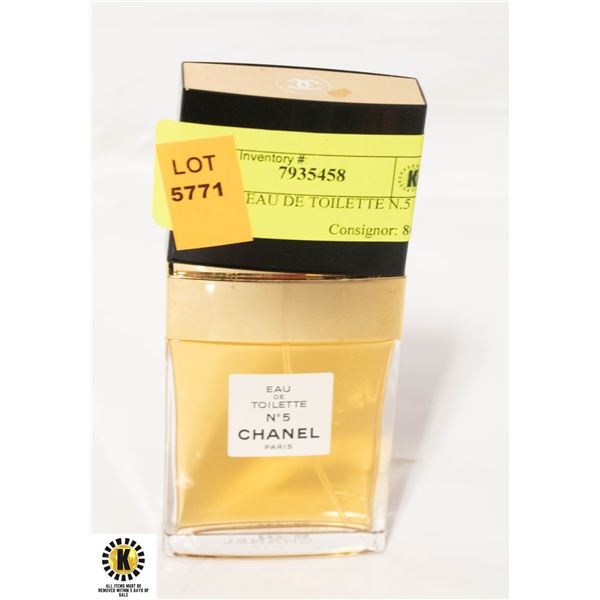 LOT
5771
Inventory #:
7935458
K
EAU DE TOILETTE N.5
Consignor:
EAU
DE
TOILETTE
N°5
CHANEL
PARIS
CHANEL
K
ALL ITEMS MUST BE
REMOVED WITHIN 5 DAYS OF
SALE